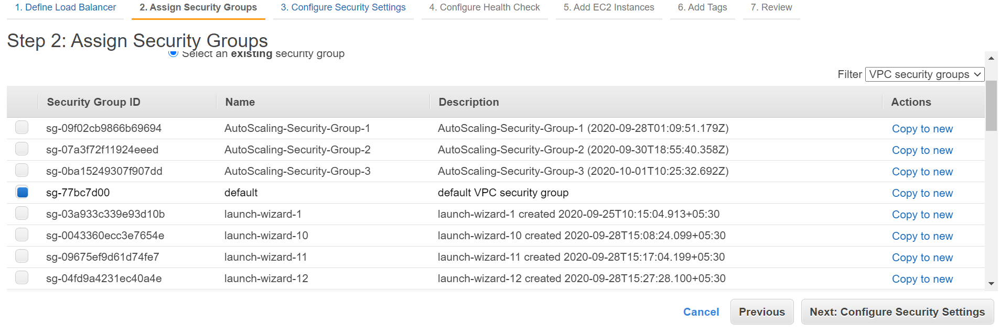 1. Define Load Balancer 2. Assign Security Groups 3. Configure Security Settings 4. Configure Health Check 5. Add EC2 Instances 6. Add Tags 7. Review
Step 2: Assign Security Groups
Select an existing security group
Filter VPC security groups
Security Group ID Name Description Actions
sg-09f02cb9866b69694 AutoScaling-Security-Group-1 AutoScaling-Security-Group-1 (2020-09-28T01:09:51.179Z) Copy to new
sg-07a3f72f11924eeed AutoScaling-Security-Group-2 AutoScaling-Security-Group-2 (2020-09-30T18:55:40.358Z) Copy to new
sg-0ba15249307f907dd AutoScaling-Security-Group-3 AutoScaling-Security-Group-3 (2020-10-01T10:25:32.692Z) Copy to new
sg-77bc7d00 default default VPC security group Copy to new
sg-03a933c339e93d10b launch-wizard-1 launch-wizard-1 created 2020-09-25T10:15:04.913+05:30 Copy to new
sg-0043360ecc3e7654e launch-wizard-10 launch-wizard-10 created 2020-09-28T15:08:24.099+05:30 Copy to new
sg-09675ef9d61d74fe7 launch-wizard-11 launch-wizard-11 created 2020-09-28T15:17:04.199+05:30 Copy to new
sg-04fd9a4231ec40a4e launch-wizard-12 launch-wizard-12 created 2020-09-28T15:27:28.100+05:30 Copy to new
Cancel Previous Next: Configure Security Settings